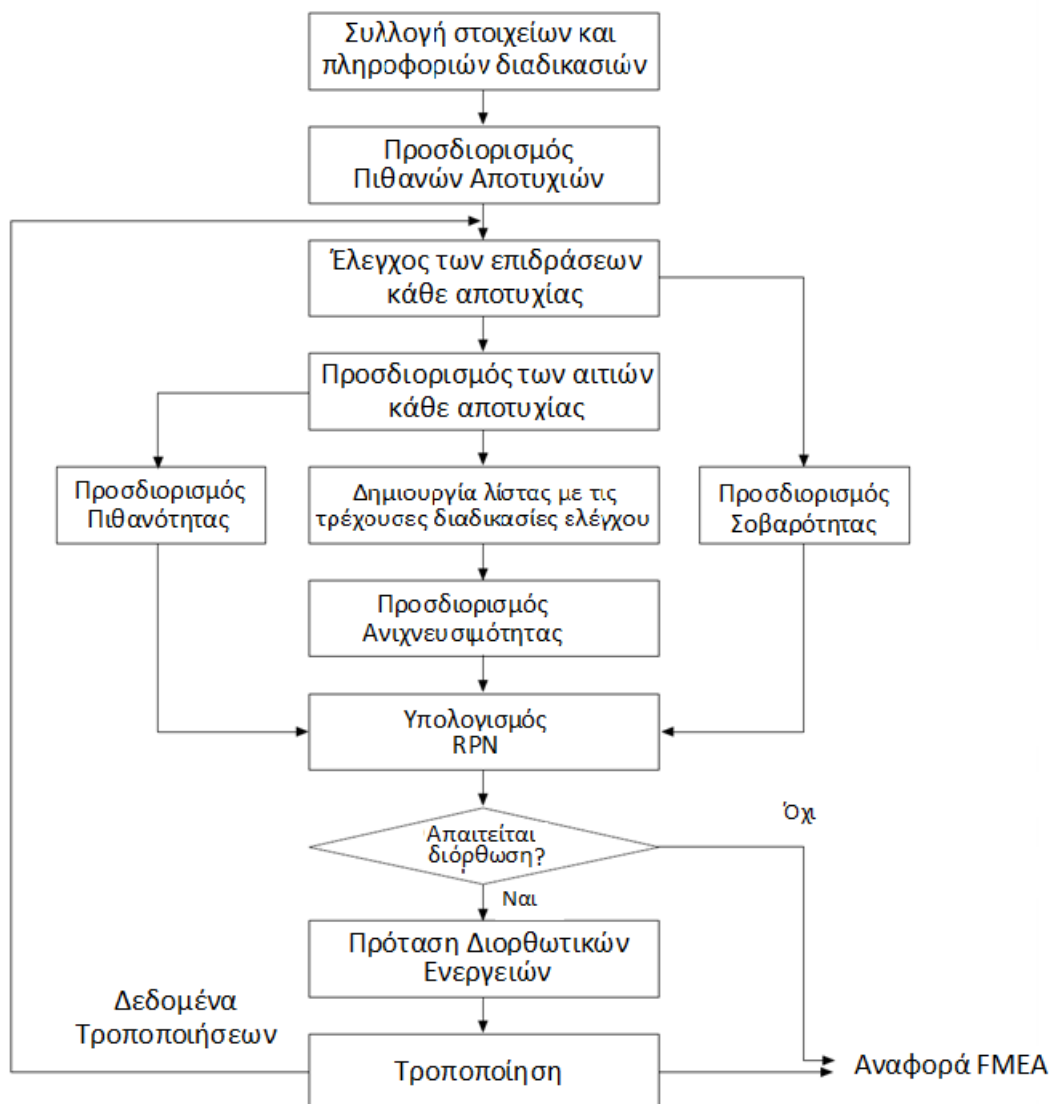 Συλλογή στοιχείων και
πληροφοριών διαδικασιών
Προσδιορισμός
Πιθανών Αποτυχιών
Έλεγχος των επιδράσεων
κάθε αποτυχίας
Προσδιορισμός των αιτιών
κάθε αποτυχίας
Προσδιορισμός
Πιθανότητας
Δημιουργία λίστας με τις
τρέχουσες διαδικασίες ελέγχου
Προσδιορισμός
Σοβαρότητας
Προσδιορισμός
Ανιχνευσιμότητας
Υπολογισμός
RPN
Όχι
Απαιτείται
διόρθωση?
Ναι
Πρόταση Διορθωτικών
Ενεργειών
Δεδομένα
Τροποποιήσεων
Τροποποίηση
Αναφορά FMEA